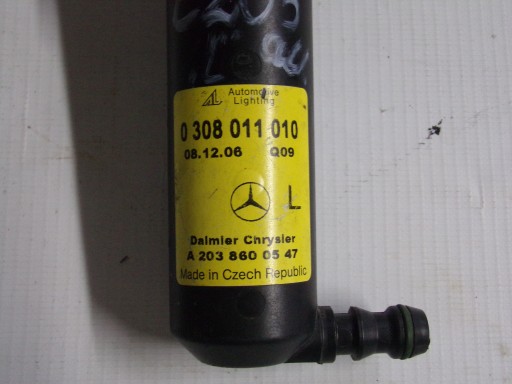 Automotive
Lighting
0 308 011 010
08.12.06 Q09
L
Daimler Chrysler
A 203 860 05 47
Made in Czech Republic